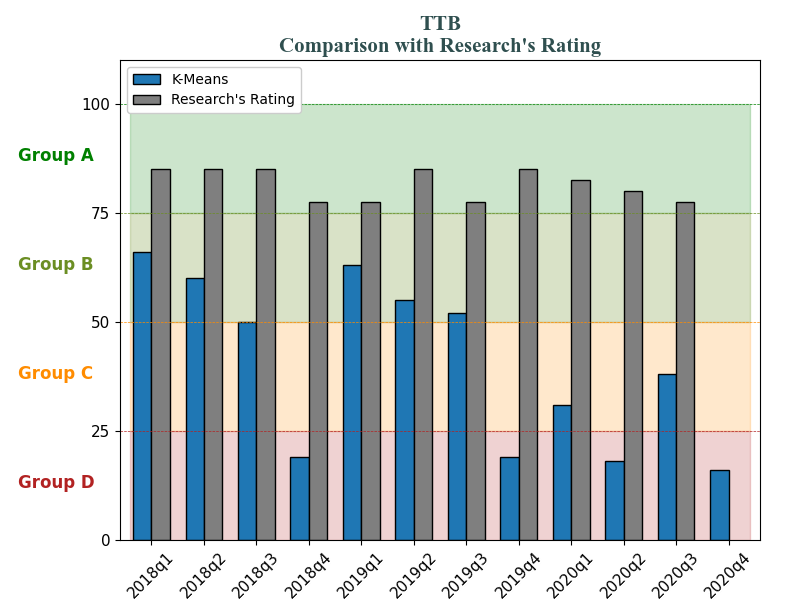 TTB
Comparison with Research's Rating
K-Means
Research's Rating
100
Group A
75
Group B
50
Group C
25
Group D
0
2018q1
2018q2
2018q3
2018q4
2019q1
2019q2
2019q3
2019q4
2020q1
2020q2
2020q3
2020q4